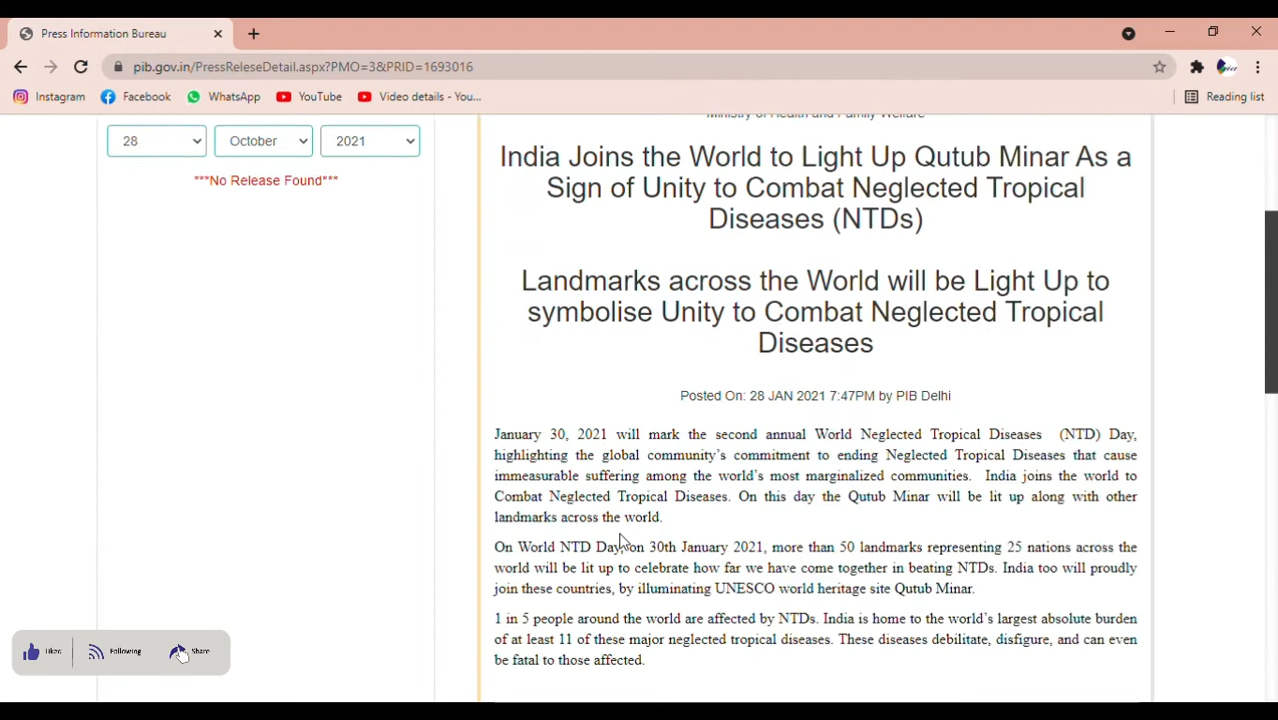 Press Information Bureau
pib.gov.in/PressReleseDetail.aspx?PMO=3&PRID=1693016
Instagram Facebook WhatsApp YouTube Video details - You... Reading list
28 October 2021
***No Release Found***
Ministry of Health and Family Welfare
India Joins the World to Light Up Qutub Minar As a
Sign of Unity to Combat Neglected Tropical
Diseases (NTDs)
Landmarks across the World will be Light Up to
symbolise Unity to Combat Neglected Tropical
Diseases
Posted On: 28 JAN 2021 7:47PM by PIB Delhi
January 30, 2021 will mark the second annual World Neglected Tropical Diseases (NTD) Day,
highlighting the global community's commitment to ending Neglected Tropical Diseases that cause
immeasurable suffering among the world's most marginalized communities. India joins the world to
Combat Neglected Tropical Diseases. On this day the Qutub Minar will be lit up along with other
landmarks across the world.
On World NTD Day, on 30th January 2021, more than 50 landmarks representing 25 nations across the
world will be lit up to celebrate how far we have come together in beating NTDs. India too will proudly
join these countries, by illuminating UNESCO world heritage site Qutub Minar.
1 in 5 people around the world are affected by NTDs. India is home to the world's largest absolute burden
of at least 11 of these major neglected tropical diseases. These diseases debilitate, disfigure, and can even
be fatal to those affected.
Liked Following Share